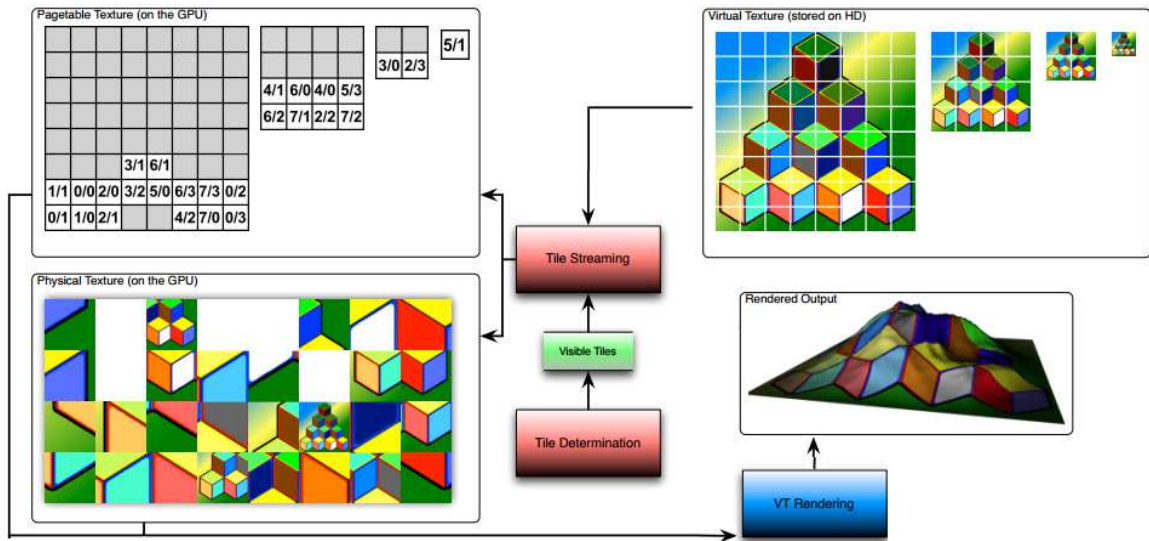 Pagetable Texture (on the GPU)
5/1
3/0 2/3
4/1 6/0 4/0 5/3
6/2 7/1 2/2 7/2
3/1 6/1
1/1 0/0 2/0 3/2 5/0 6/3 7/3 0/2
0/1 1/0 2/1 4/2 7/0 0/3
Virtual Texture (stored on HD)
Tile Streaming
Physical Texture (on the GPU)
Visible Tiles
Tile Determination
Rendered Output
VT Rendering